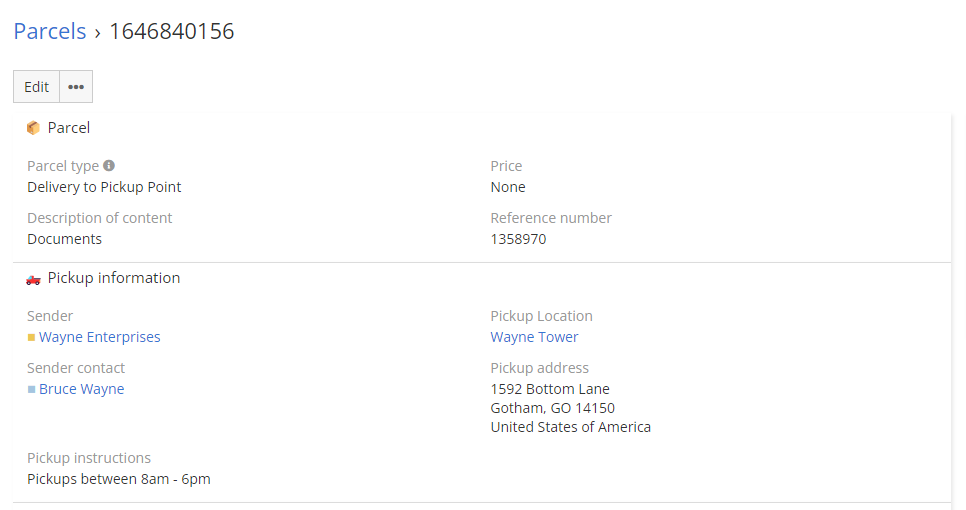 Parcels › 1646840156
Edit •••
Parcel
Parcel type Price
Delivery to Pickup Point None
Description of content Reference number
Documents 1358970
Pickup information
Sender Pickup Location
Wayne Enterprises Wayne Tower
Sender contact Pickup address
Bruce Wayne 1592 Bottom Lane
Gotham, GO 14150
United States of America
Pickup instructions
Pickups between 8am - 6pm